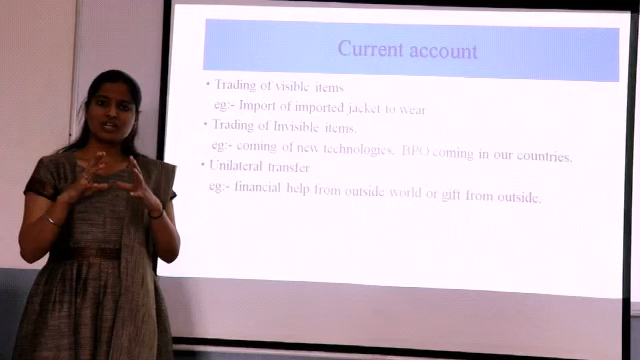 Current account
• Trading of visible items
eg:- Import of imported jacket to wear
• Trading of Invisible items.
eg:- coming of new technologies, BPO coming in our countries.
• Unilateral transfer
eg:- financial help from outside world or gift from outside.